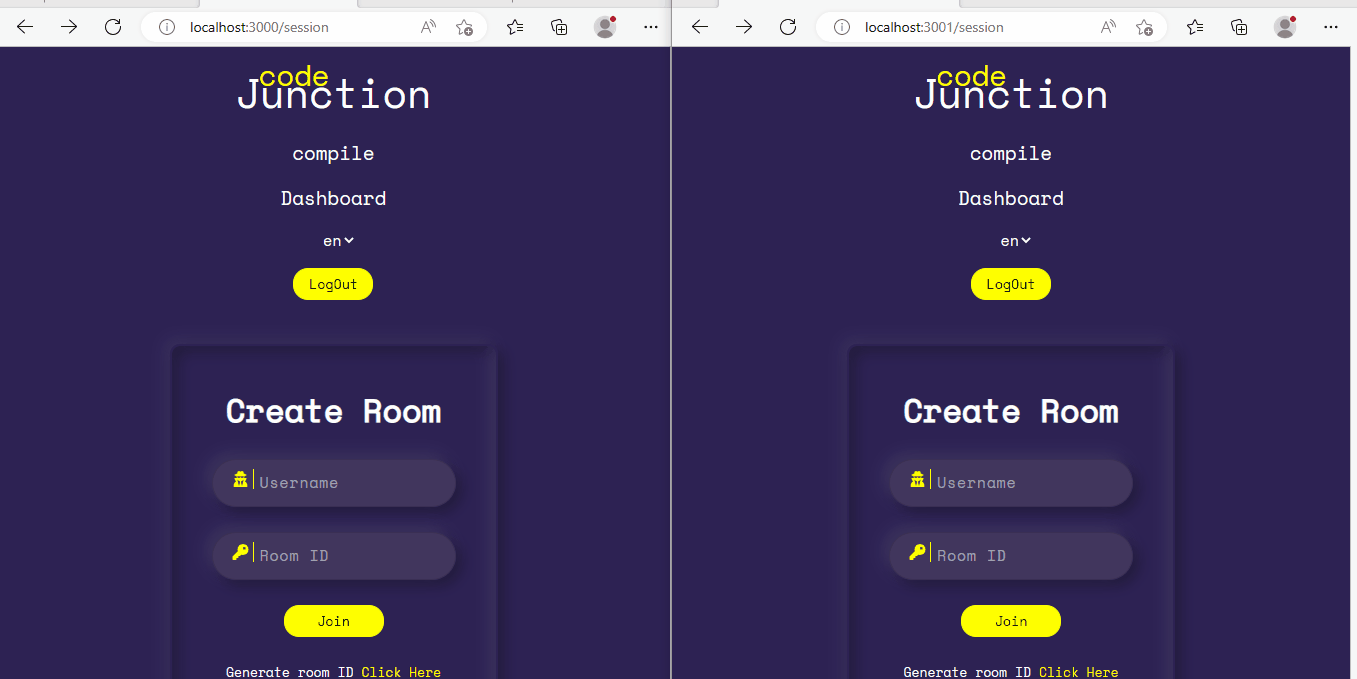 localhost:3000/session
code
Junction
compile
Dashboard
en
LogOut
Create Room
Username
Room ID
Join
Generate room ID Click Here
localhost:3001/session
code
Junction
compile
Dashboard
en
LogOut
Create Room
Username
Room ID
Join
Generate room ID Click Here